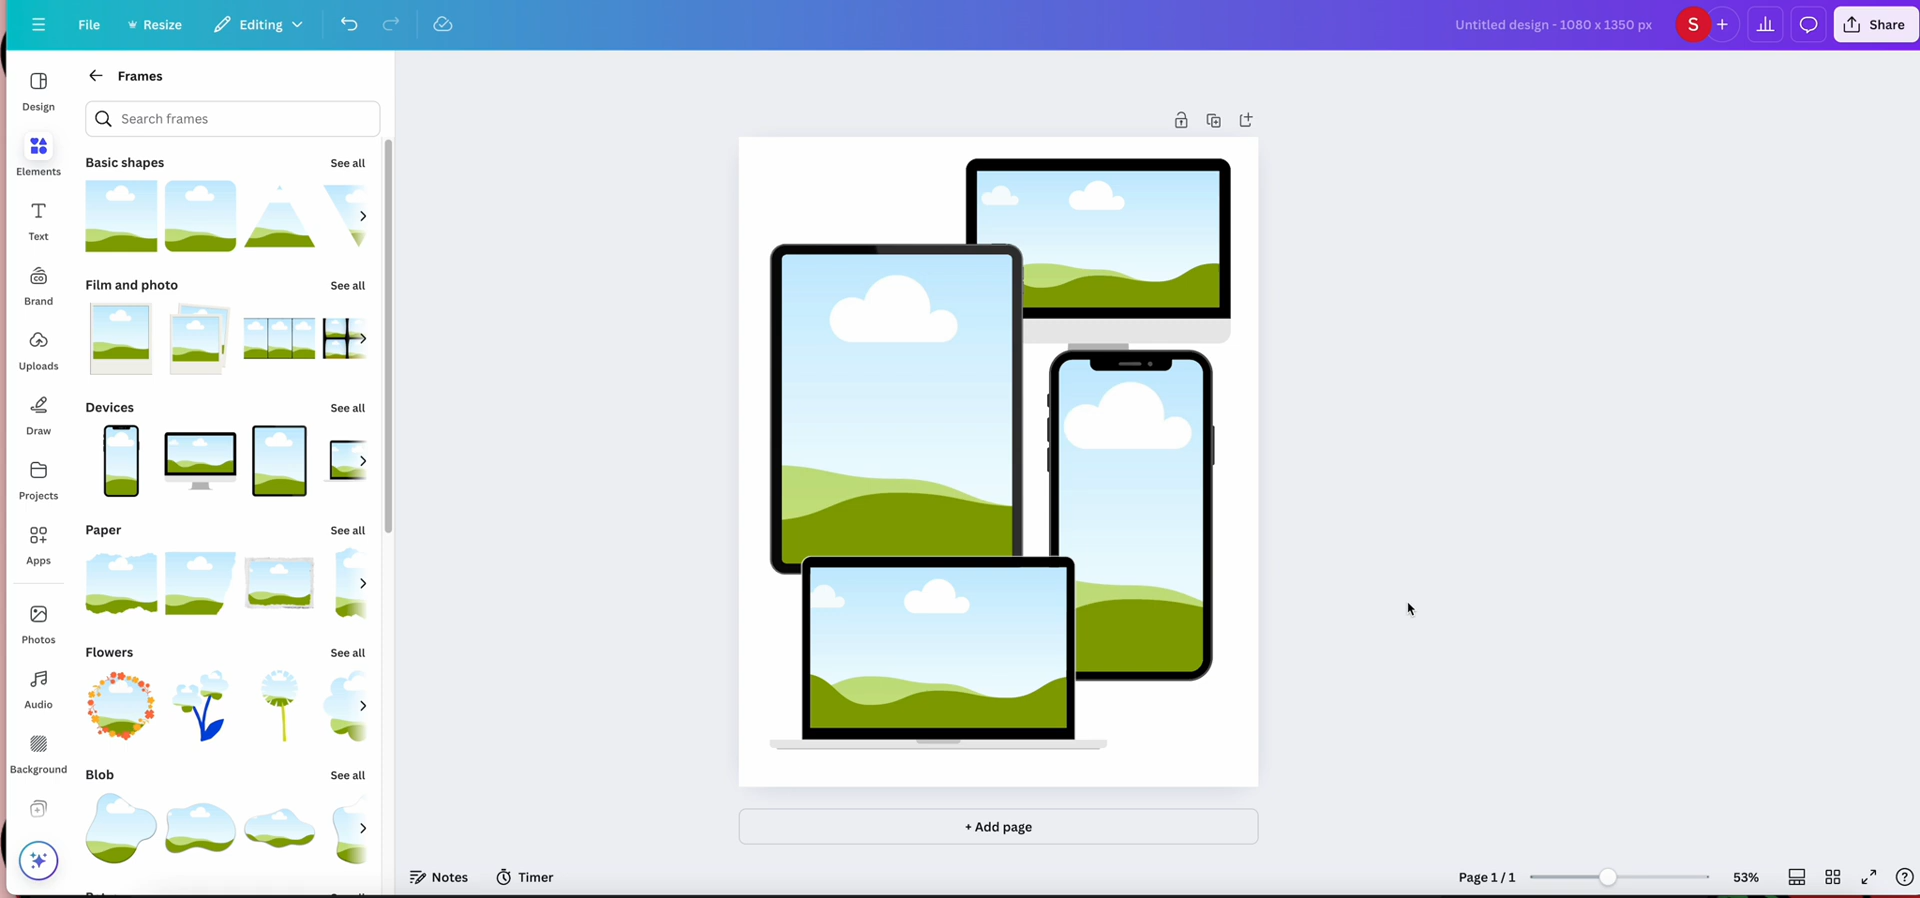 File
Resize
Editing
Untitled design - 1080 x 1350 px
S
Share
Design
Elements
Text
Brand
Uploads
Draw
Projects
Apps
Photos
Audio
Background
Frames
Search frames
Basic shapes
See all
Film and photo
See all
Devices
See all
Paper
See all
Flowers
See all
Blob
See all
+ Add page
Notes
Timer
Page 1 / 1
53%